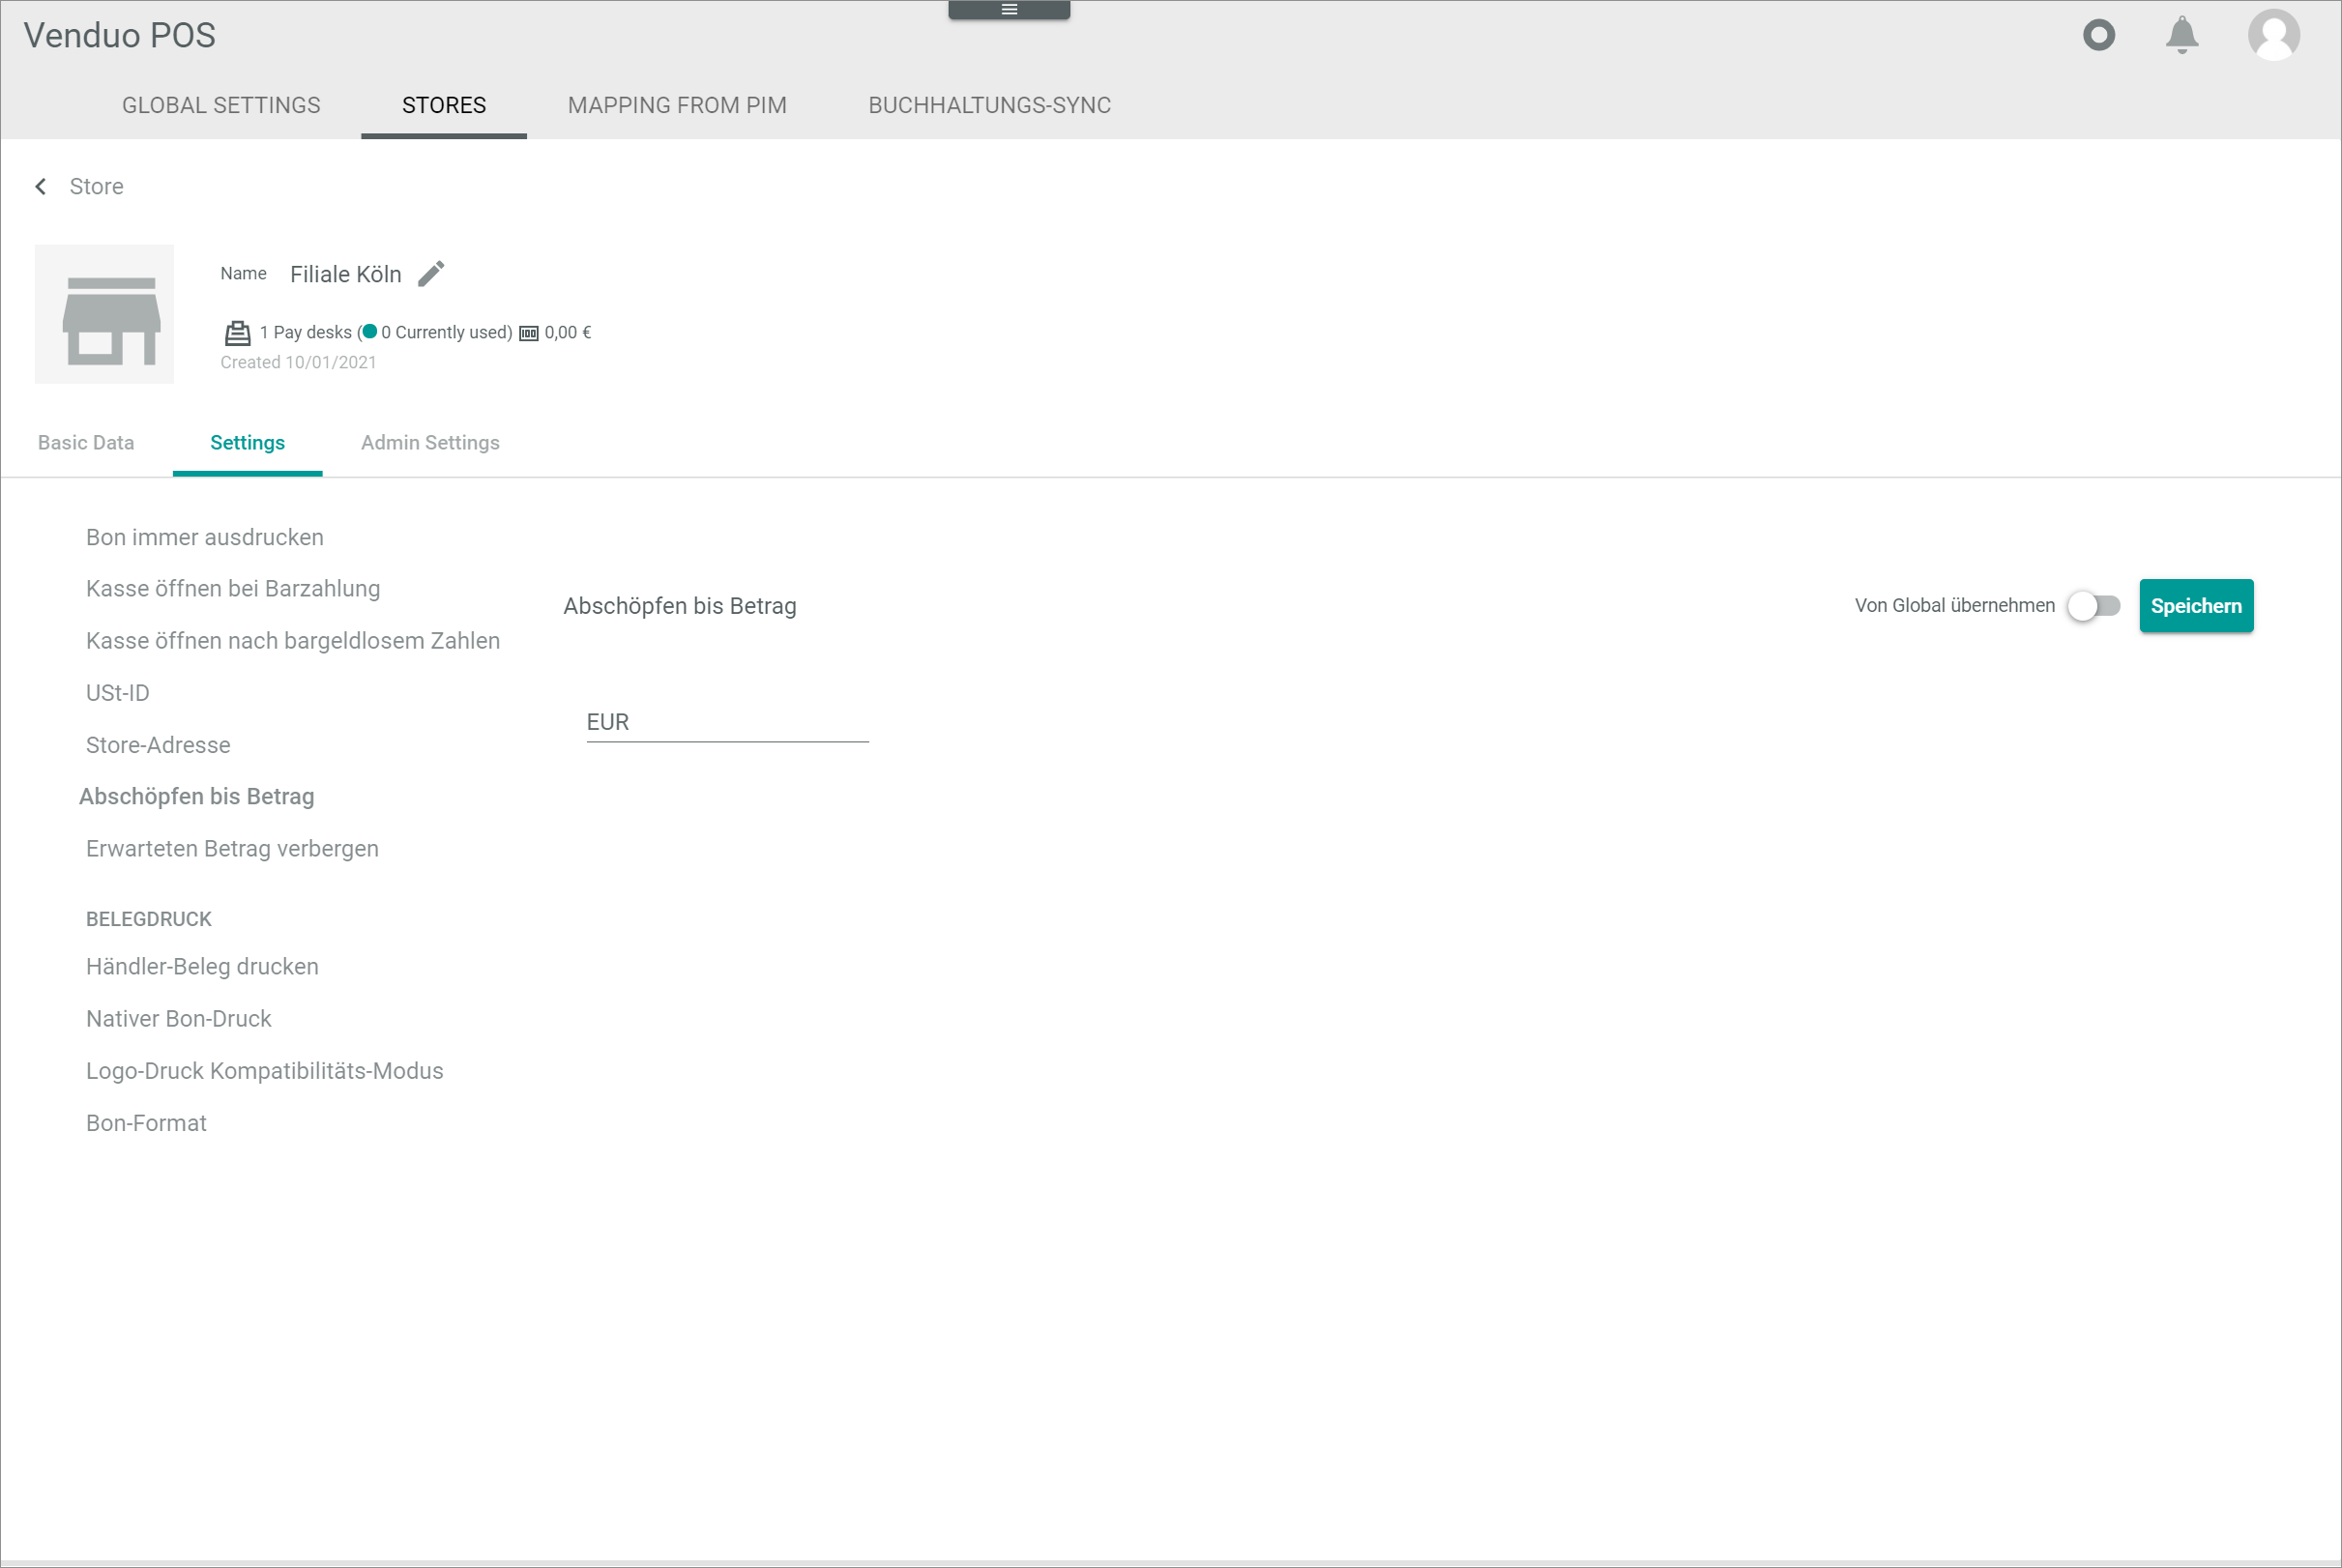 Venduo POS
GLOBAL SETTINGS STORES MAPPING FROM PIM BUCHHALTUNGS-SYNC
Store
Name Filiale Köln
1 Pay desks (0 Currently used) 0,00 €
Created 10/01/2021
Basic Data Settings Admin Settings
Bon immer ausdrucken
Kasse öffnen bei Barzahlung
Abschöpfen bis Betrag Von Global übernehmen Speichern
Kasse öffnen nach bargeldlosem Zahlen
USt-ID
EUR
Store-Adresse
Abschöpfen bis Betrag
Erwarteten Betrag verbergen
BELEGDRUCK
Händler-Beleg drucken
Nativer Bon-Druck
Logo-Druck Kompatibilitäts-Modus
Bon-Format